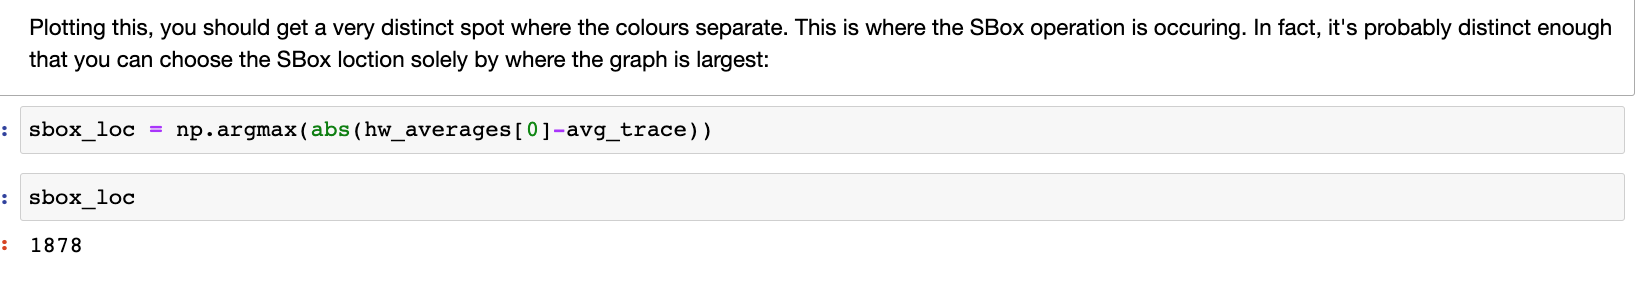 Plotting this, you should get a very distinct spot where the colours separate. This is where the SBox operation is occuring. In fact, it's probably distinct enough
that you can choose the SBox loction solely by where the graph is largest:
: sbox_loc = np.argmax(abs(hw_averages[0]-avg_trace))
: sbox_loc
: 1878